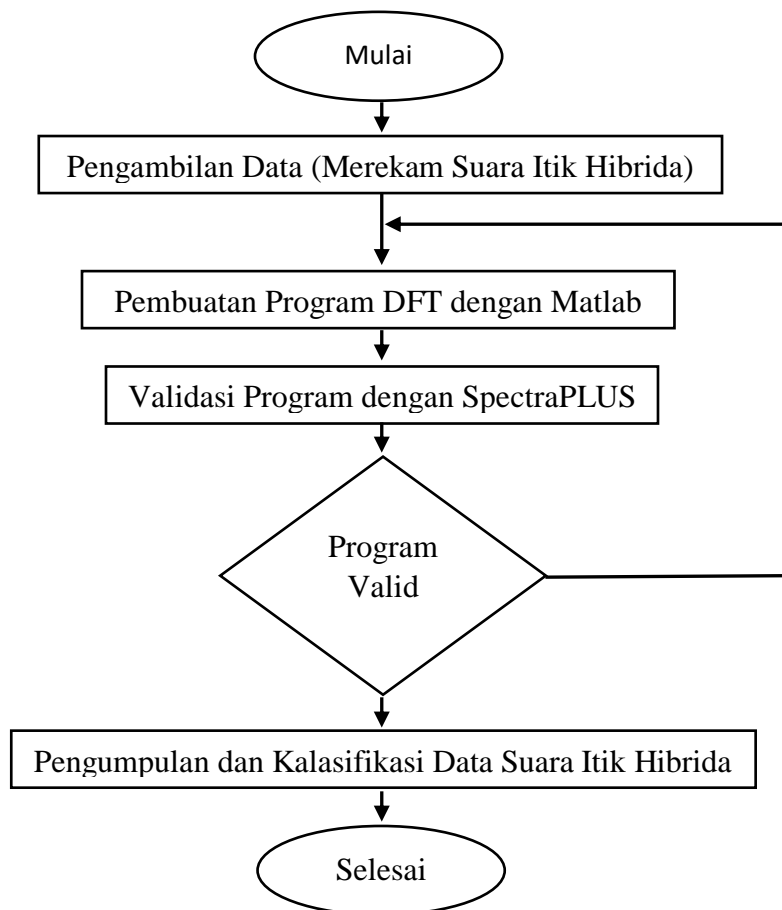 Mulai
Pengambilan Data (Merekam Suara Itik Hibrida)
Pembuatan Program DFT dengan Matlab
Validasi Program dengan SpectraPLUS
Program
Valid
Pengumpulan dan Kalasifikasi Data Suara Itik Hibrida
Selesai